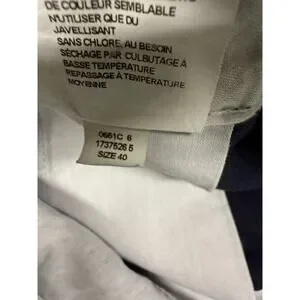 DE COULEUR SEMBLABLE
N'UTILISER QUE DU
JAVELLISANT
SANS CHLORE, AU BESOIN
SÉCHAGE PAR CULBUTAGE À
BASSE TEMPÉRATURE
REPASSAGE À TEMPÉRATURE
MOYENNE
0661C 6
1737526 5
SIZE 40